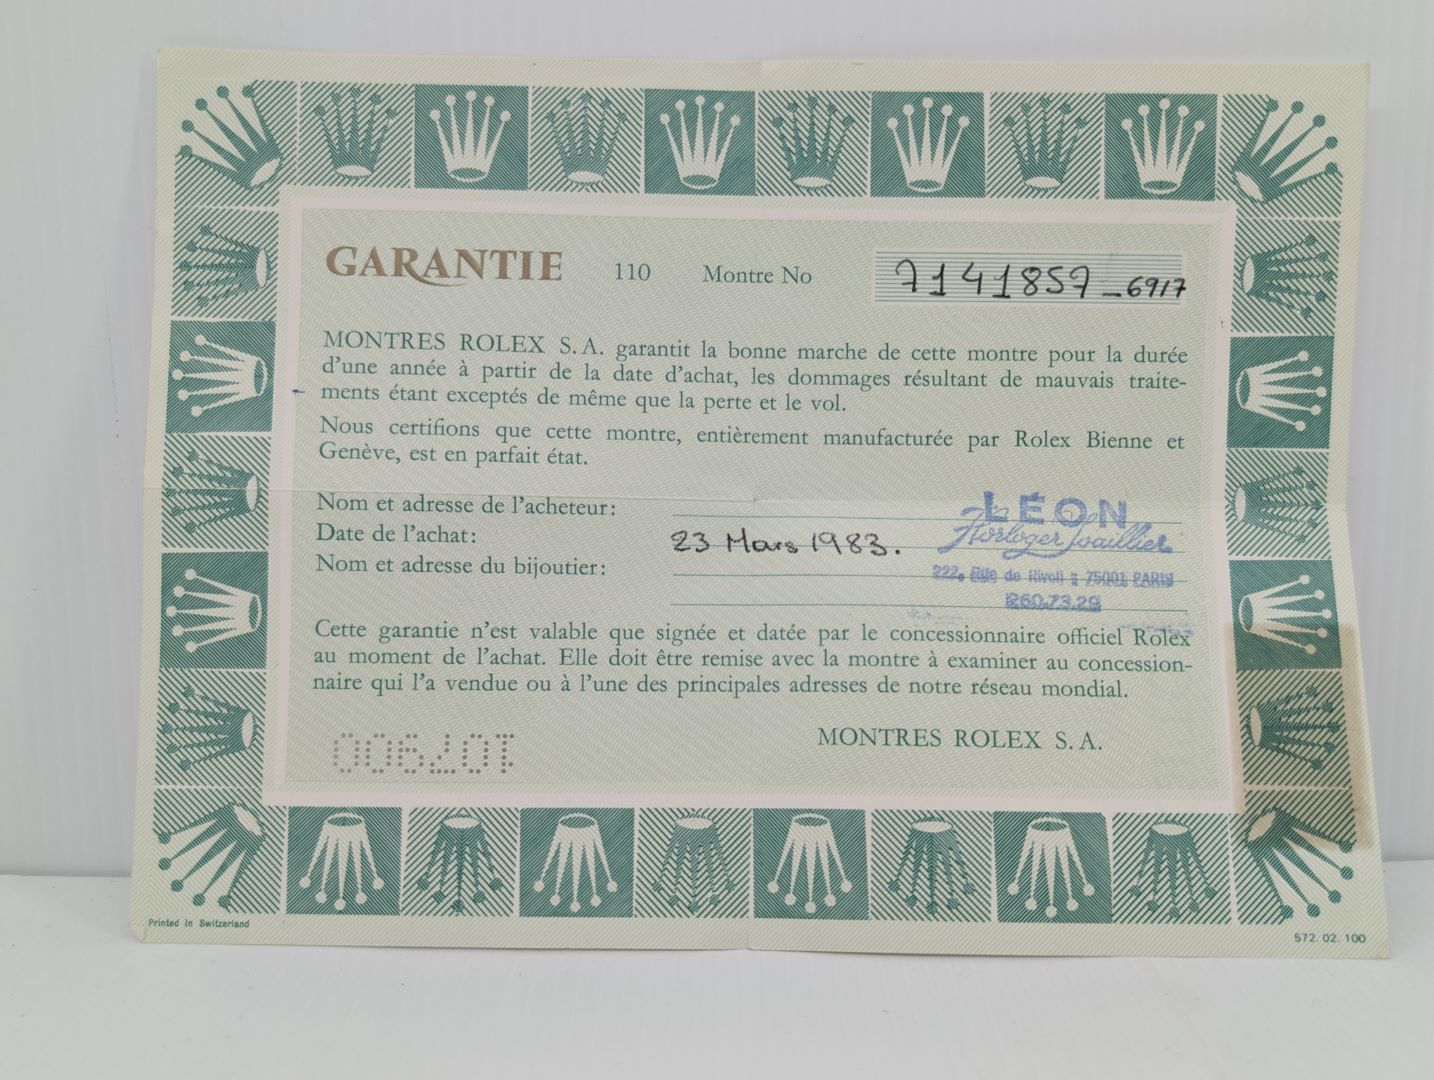 GARANTIE 110 Montre No 7141857_6917
MONTRES ROLEX S.A. garantit la bonne marche de cette montre pour la durée
d'une année à partir de la date d'achat, les dommages résultant de mauvais traite-
ments étant exceptés de même que la perte et le vol.
Nous certifions que cette montre, entièrement manufacturée par Rolex Bienne et
Genève, est en parfait état.
Nom et adresse de l'acheteur:
Date de l'achat: 23 Mars 1983.
Nom et adresse du bijoutier:
LÉON
Horloger Joaillier
222, Rue de Rivoli : 75001 PARIS
260.73.29
Cette garantie n'est valable que signée et datée par le concessionnaire officiel Rolex
au moment de l'achat. Elle doit être remise avec la montre à examiner au concession-
naire qui l'a vendue ou à l'une des principales adresses de notre réseau mondial.
MONTRES ROLEX S.A.
Printed in Switzerland
572.02.100